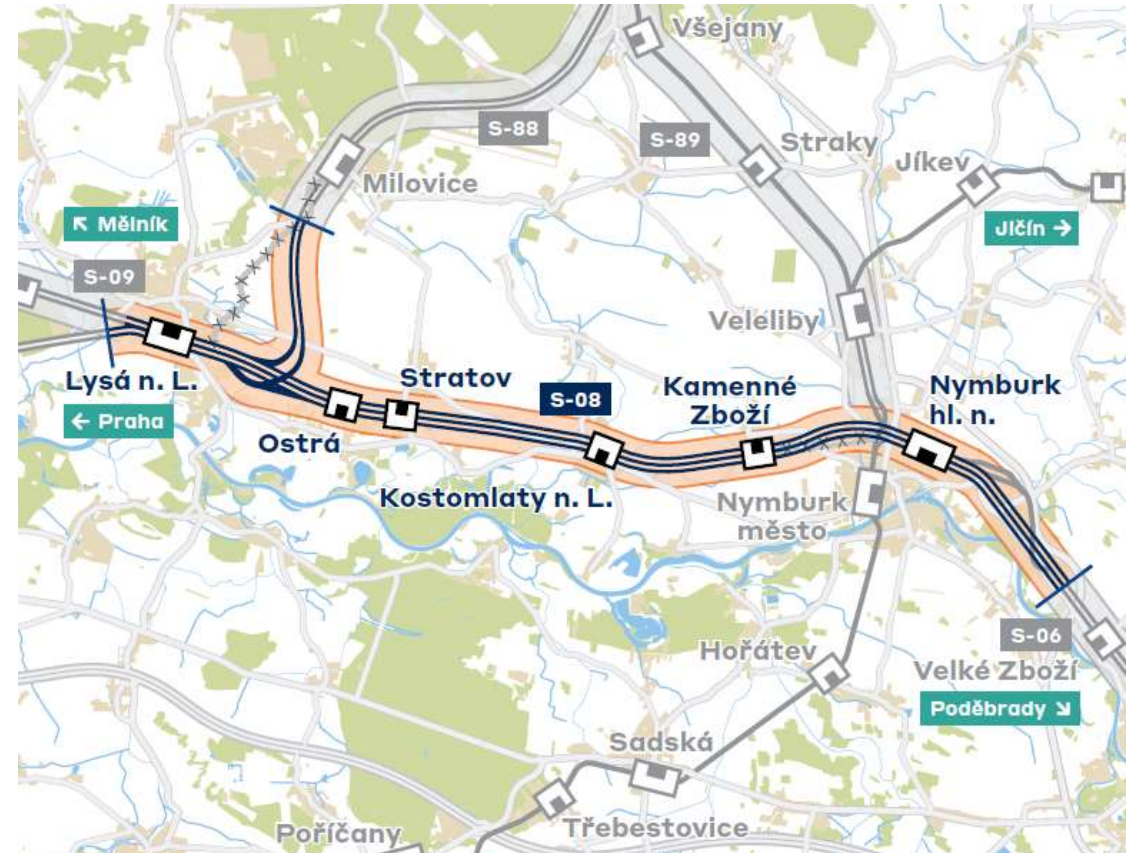 Všejany
S-88
S-89
Straky
Jíkev
Milovice
↖ Mělník
Jičín →
S-09
Veleliby
Lysá n. L.
← Praha
Stratov
S-08
Kamenné
Zboží
Nymburk
hl. n.
Ostrá
Kostomlaty n. L.
Nymburk
město
S-06
Hořátev
Velké Zboží
Poděbrady ↘
Sadská
Třebestovice
Poříčany